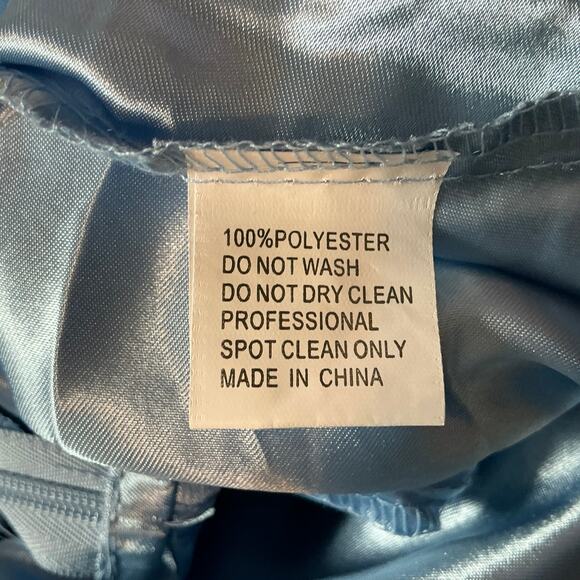 100%POLYESTER
DO NOT WASH
DO NOT DRY CLEAN
PROFESSIONAL
SPOT CLEAN ONLY
MADE IN CHINA